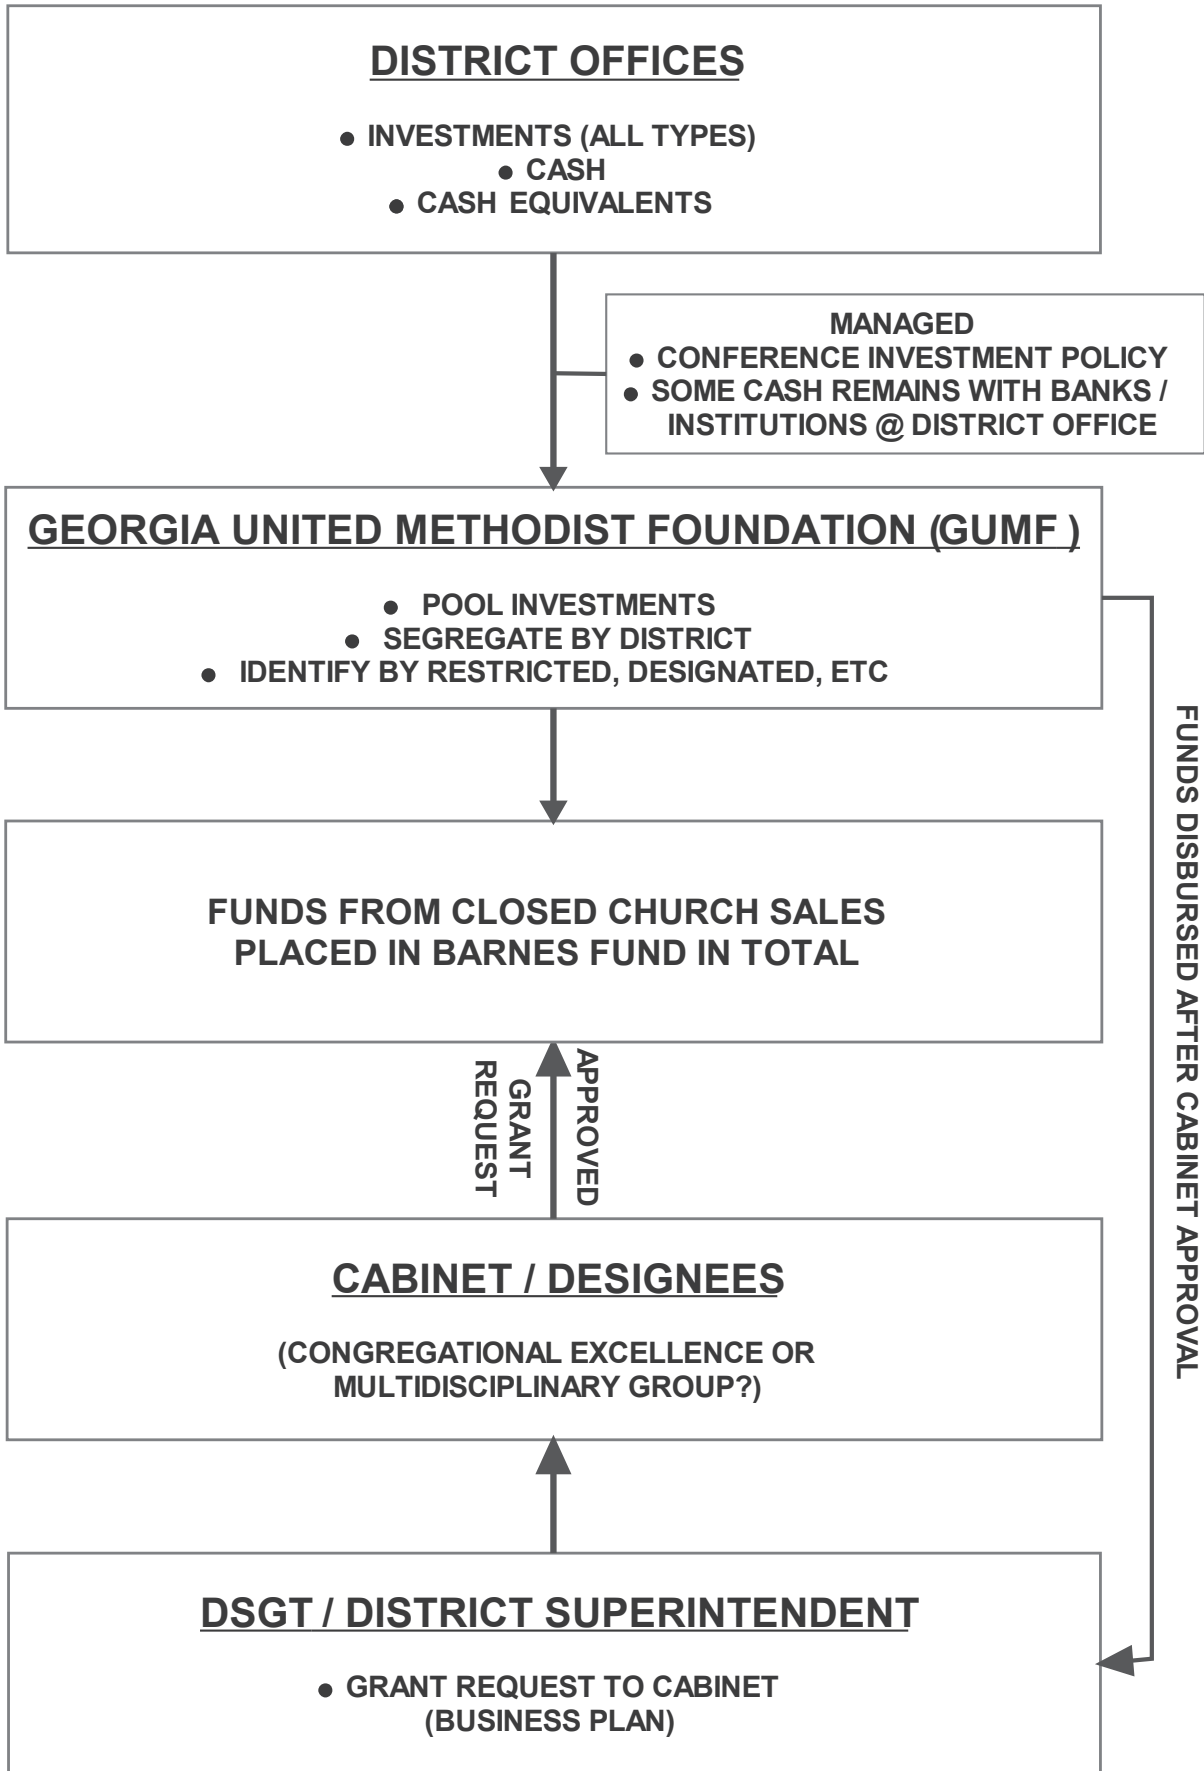 DISTRICT OFFICES
● INVESTMENTS (ALL TYPES)
● CASH
● CASH EQUIVALENTS
MANAGED
● CONFERENCE INVESTMENT POLICY
● SOME CASH REMAINS WITH BANKS /
INSTITUTIONS @ DISTRICT OFFICE
GEORGIA UNITED METHODIST FOUNDATION (GUMF )
● POOL INVESTMENTS
● SEGREGATE BY DISTRICT
● IDENTIFY BY RESTRICTED, DESIGNATED, ETC
FUNDS DISBURSED AFTER CABINET APPROVAL
FUNDS FROM CLOSED CHURCH SALES
PLACED IN BARNES FUND IN TOTAL
APPROVED
GRANT
REQUEST
CABINET / DESIGNEES
(CONGREGATIONAL EXCELLENCE OR
MULTIDISCIPLINARY GROUP?)
DSGT / DISTRICT SUPERINTENDENT
● GRANT REQUEST TO CABINET
(BUSINESS PLAN)